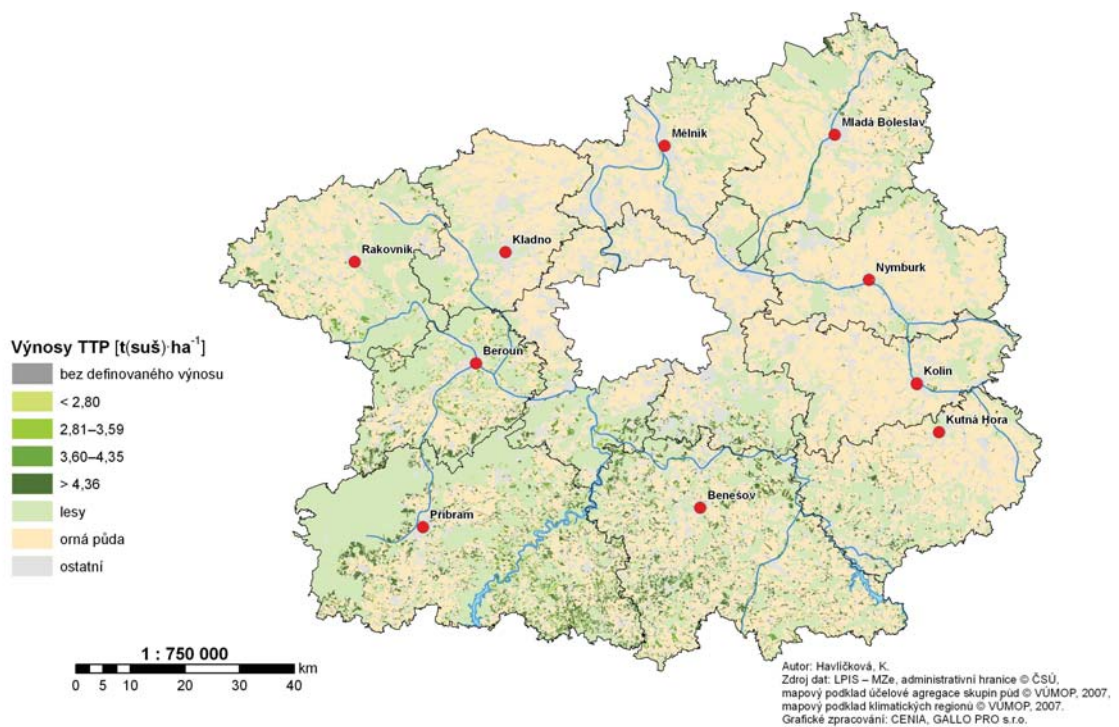 Mělník
Mladá Boleslav
Kladno
Rakovník
Nymburk
Beroun
Kolín
Kutná Hora
Benešov
Příbram
Výnosy TTP [t(suš)·ha⁻¹]
bez definovaného výnosu
< 2,80
2,81–3,59
3,60–4,35
> 4,36
lesy
orná půda
ostatní
1 : 750 000
km
0 5 10 20 30 40
Autor: Havlíčková, K.
Zdroj dat: LPIS – MZe, administrativní hranice © ČSÚ,
mapový podklad účelové agregace skupin půd © VÚMOP, 2007,
mapový podklad klimatických regionů © VÚMOP, 2007.
Grafické zpracování: CENIA, GALLO PRO s.r.o.